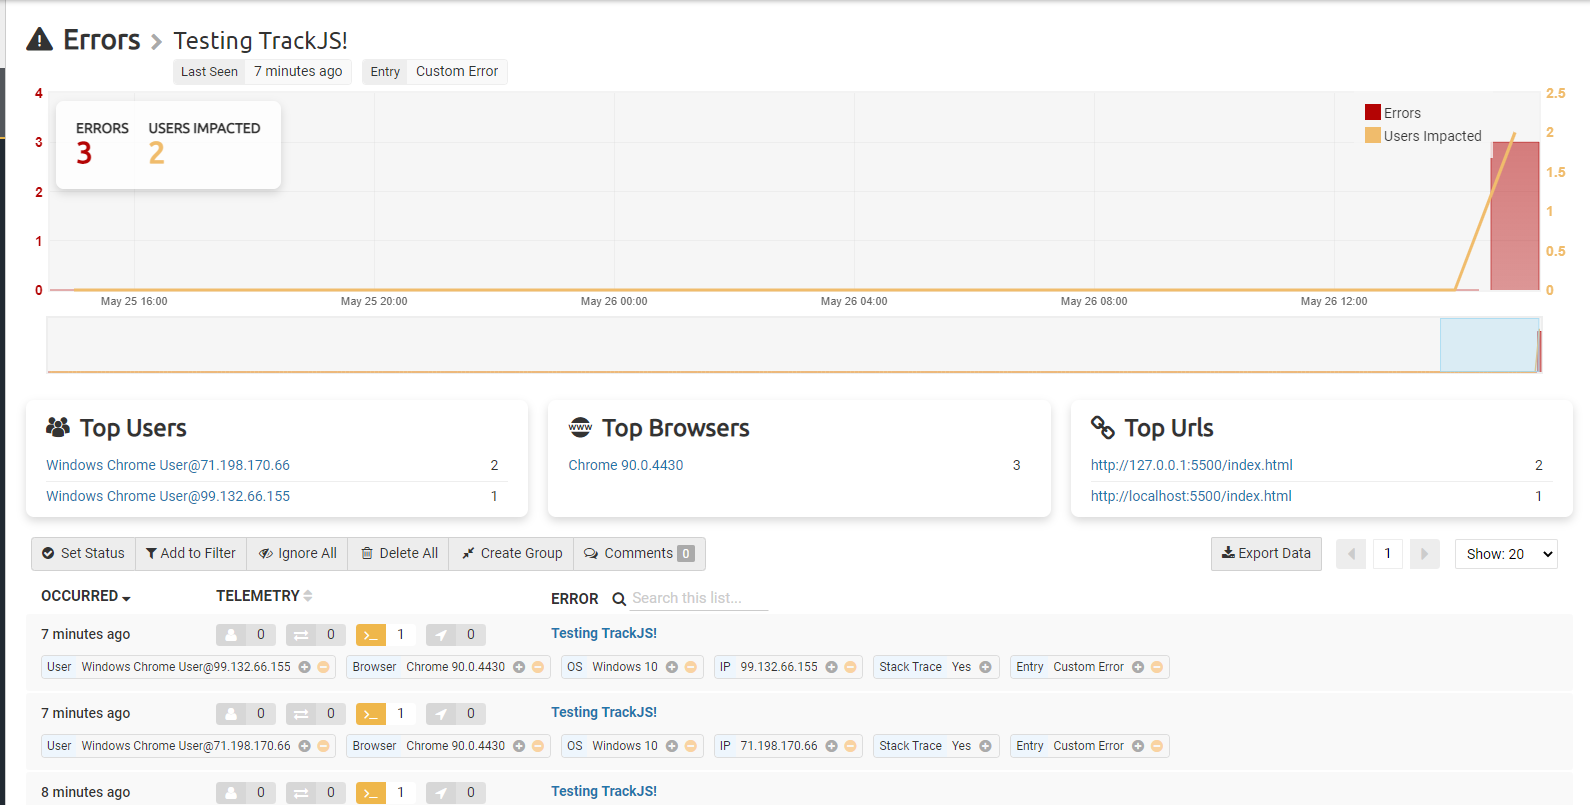 Errors > Testing TrackJS!
Last Seen 7 minutes ago Entry Custom Error
4
3
2
1
0
ERRORS USERS IMPACTED
3 2
Errors
Users Impacted
2.5
2
1.5
1
0.5
0
May 25 16:00 May 25 20:00 May 26 00:00 May 26 04:00 May 26 08:00 May 26 12:00
Top Users
Windows Chrome User@71.198.170.66 2
Windows Chrome User@99.132.66.155 1
www Top Browsers
Chrome 90.0.4430 3
Top Urls
http://127.0.0.1:5500/index.html 2
http://localhost:5500/index.html 1
Set Status Add to Filter Ignore All Delete All Create Group Comments 0 Export Data 1 Show: 20
OCCURRED TELEMETRY ERROR Search this list...
7 minutes ago 0 0 >_ 1 0 Testing TrackJS!
User Windows Chrome User@99.132.66.155 Browser Chrome 90.0.4430 OS Windows 10 IP 99.132.66.155 Stack Trace Yes Entry Custom Error
7 minutes ago 0 0 >_ 1 0 Testing TrackJS!
User Windows Chrome User@71.198.170.66 Browser Chrome 90.0.4430 OS Windows 10 IP 71.198.170.66 Stack Trace Yes Entry Custom Error
8 minutes ago 0 0 >_ 1 0 Testing TrackJS!